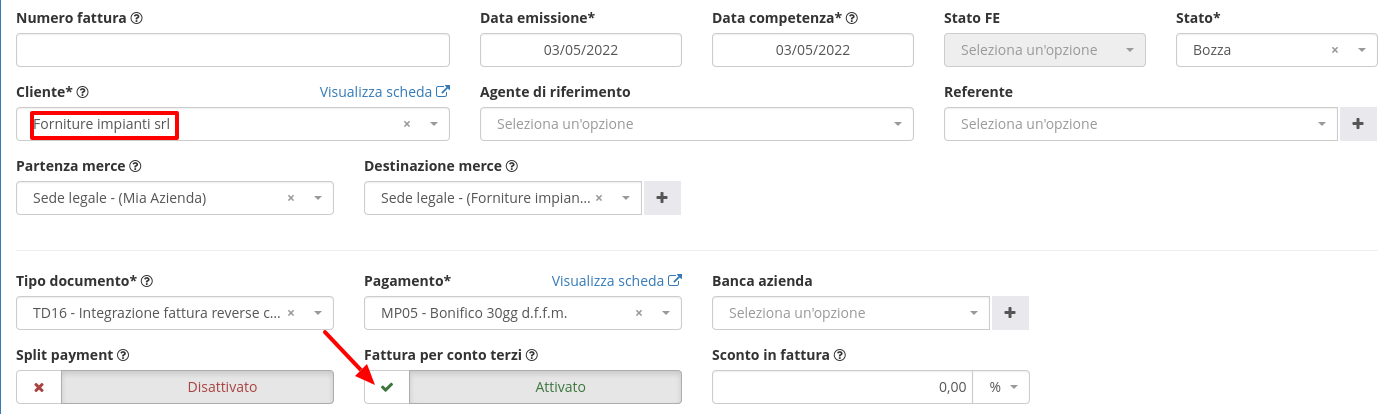 Numero fattura Data emissione* Data competenza* Stato FE Stato*
03/05/2022 03/05/2022 Seleziona un'opzione Bozza ×
Cliente* Visualizza scheda Agente di riferimento Referente
Forniture impianti srl × Seleziona un'opzione Seleziona un'opzione +
Partenza merce Destinazione merce
Sede legale - (Mia Azienda) × Sede legale - (Forniture impian... × +
Tipo documento* Pagamento* Visualizza scheda Banca azienda
TD16 - Integrazione fattura reverse c... × MP05 - Bonifico 30gg d.f.f.m. × Seleziona un'opzione +
Split payment Fattura per conto terzi Sconto in fattura
Disattivato Attivato 0,00 %